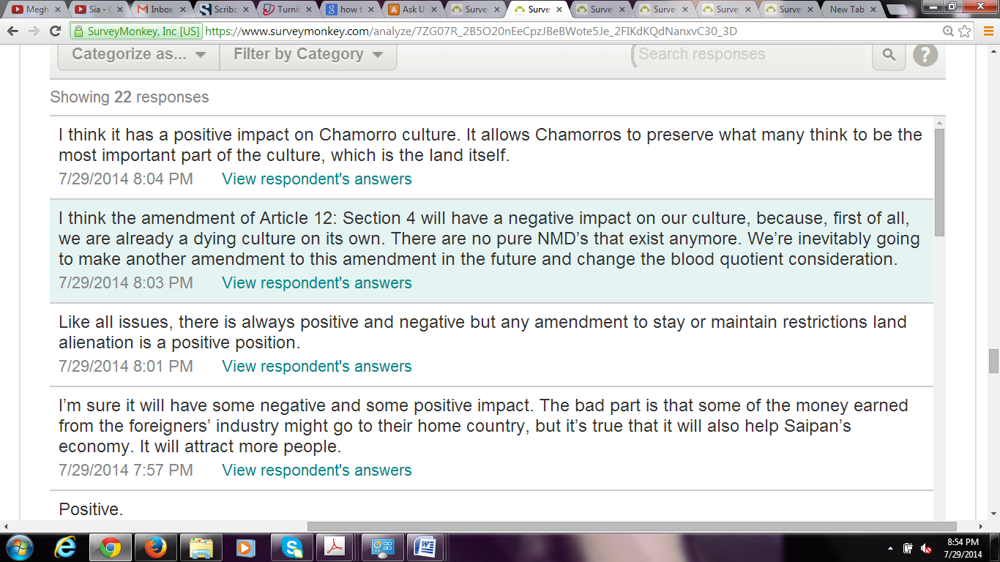 Megh
Sia - 
Inbox
Scribd
Turnit
how t
Ask U
Surve
Surve
Surve
Surve
Surve
Surve
New Tab
SurveyMonkey, Inc [US] https://www.surveymonkey.com/analyze/7ZG07R_2B5O20nEeCpzJBeBWote5Je_2FIKdKQdNanxvC30_3D
Categorize as... Filter by Category Search responses ?
Showing 22 responses
I think it has a positive impact on Chamorro culture. It allows Chamorros to preserve what many think to be the
most important part of the culture, which is the land itself.
7/29/2014 8:04 PM View respondent's answers
I think the amendment of Article 12: Section 4 will have a negative impact on our culture, because, first of all,
we are already a dying culture on its own. There are no pure NMD’s that exist anymore. We’re inevitably going
to make another amendment to this amendment in the future and change the blood quotient consideration.
7/29/2014 8:03 PM View respondent's answers
Like all issues, there is always positive and negative but any amendment to stay or maintain restrictions land
alienation is a positive position.
7/29/2014 8:01 PM View respondent's answers
I’m sure it will have some negative and some positive impact. The bad part is that some of the money earned
from the foreigners’ industry might go to their home country, but it’s true that it will also help Saipan’s
economy. It will attract more people.
7/29/2014 7:57 PM View respondent's answers
Positive.
8:54 PM
7/29/2014